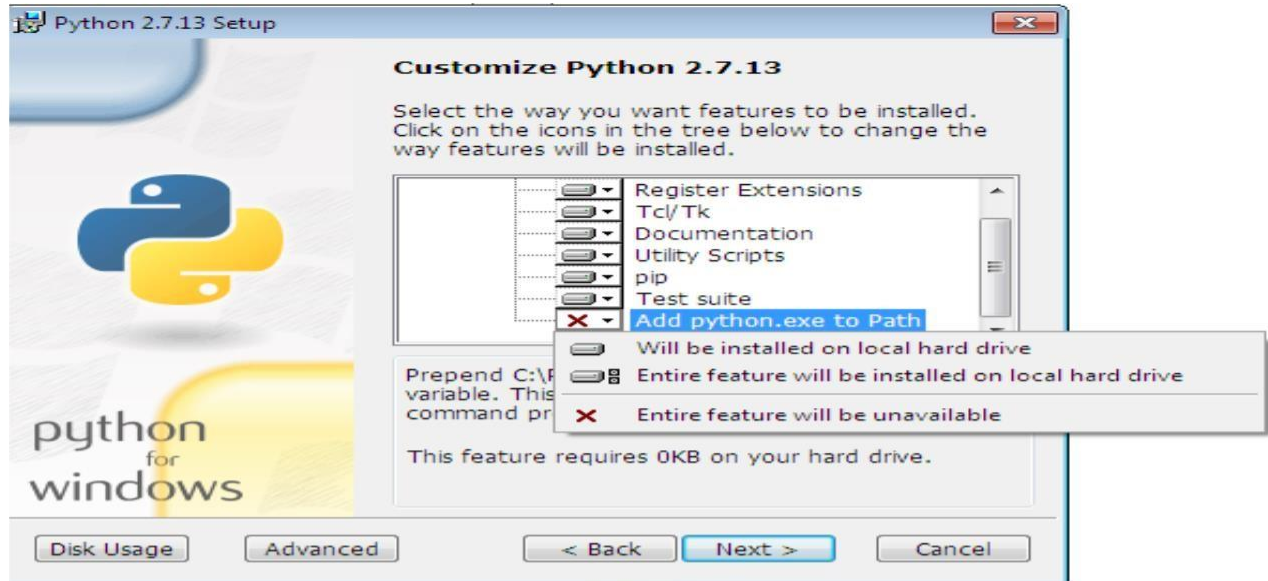 Python 2.7.13 Setup
Customize Python 2.7.13
Select the way you want features to be installed.
Click on the icons in the tree below to change the
way features will be installed.
Register Extensions
Tcl/Tk
Documentation
Utility Scripts
pip
Test suite
Add python.exe to Path
Will be installed on local hard drive
Entire feature will be installed on local hard drive
Entire feature will be unavailable
Prepend C:\
variable. This
command
This feature requires 0KB on your hard drive.
python
for
windows
Disk Usage
Advanced
< Back
Next >
Cancel